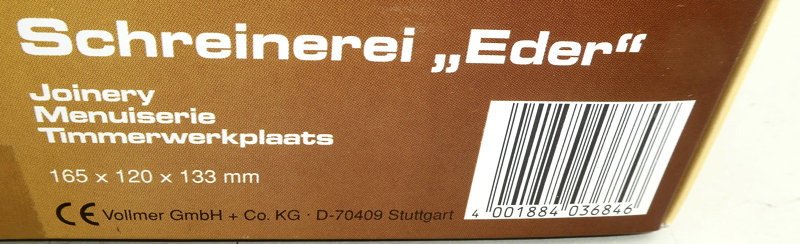 Schreinerei „Eder“
Joinery
Menuiserie
Timmerwerkplaats
165 x 120 x 133 mm
CE Vollmer GmbH + Co. KG · D-70409 Stuttgart
4 001884 036846